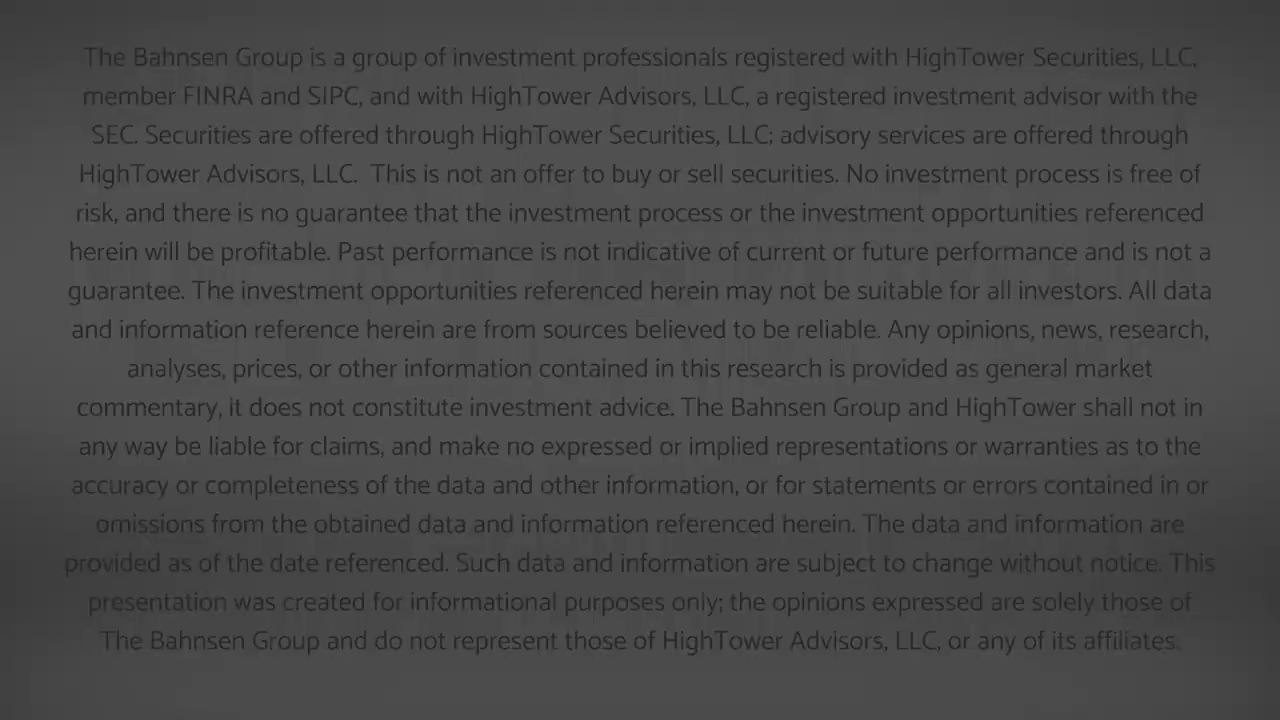 The Bahnsen Group is a group of investment professionals registered with HighTower Securities, LLC,
member FINRA and SIPC, and with HighTower Advisors, LLC, a registered investment advisor with the
SEC. Securities are offered through HighTower Securities, LLC; advisory services are offered through
HighTower Advisors, LLC.  This is not an offer to buy or sell securities. No investment process is free of
risk, and there is no guarantee that the investment process or the investment opportunities referenced
herein will be profitable. Past performance is not indicative of current or future performance and is not a
guarantee. The investment opportunities referenced herein may not be suitable for all investors. All data
and information reference herein are from sources believed to be reliable. Any opinions, news, research,
analyses, prices, or other information contained in this research is provided as general market
commentary, it does not constitute investment advice. The Bahnsen Group and HighTower shall not in
any way be liable for claims, and make no expressed or implied representations or warranties as to the
accuracy or completeness of the data and other information, or for statements or errors contained in or
omissions from the obtained data and information referenced herein. The data and information are
provided as of the date referenced. Such data and information are subject to change without notice. This
presentation was created for informational purposes only; the opinions expressed are solely those of
The Bahnsen Group and do not represent those of HighTower Advisors, LLC, or any of its affiliates.